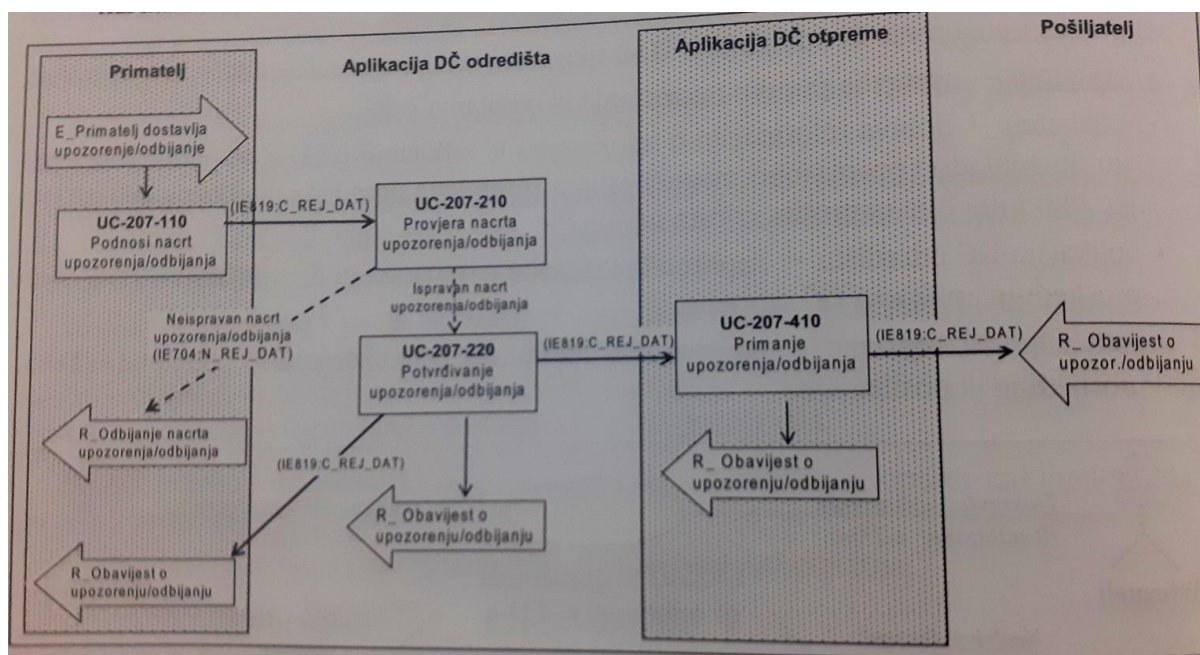 Primatelj
Aplikacija DČ odredišta
Aplikacija DČ otpreme
Pošiljatelj
E_Primatelj dostavlja
upozorenje/odbijanje
UC-207-110
Podnosi nacrt
upozorenja/odbijanja
(IE819:C_REJ_DAT)
UC-207-210
Provjera nacrta
upozorenja/odbijanja
Ispravan nacrt
upozorenja/odbijanja
Neispravan nacrt
upozorenja/odbijanja
(IE704:N_REJ_DAT)
UC-207-220
Potvrđivanje
upozorenja/odbijanja
(IE819:C_REJ_DAT)
UC-207-410
Primanje
upozorenja/odbijanja
(IE819:C_REJ_DAT)
R_ Obavijest o
upozor./odbijanju
R_Odbijanje nacrta
upozorenja/odbijanja
(IE819:C_REJ_DAT)
R_ Obavijest o
upozorenju/odbijanju
R_ Obavijest o
upozorenju/odbijanju
R_Obavijest o
upozorenju/odbijanju